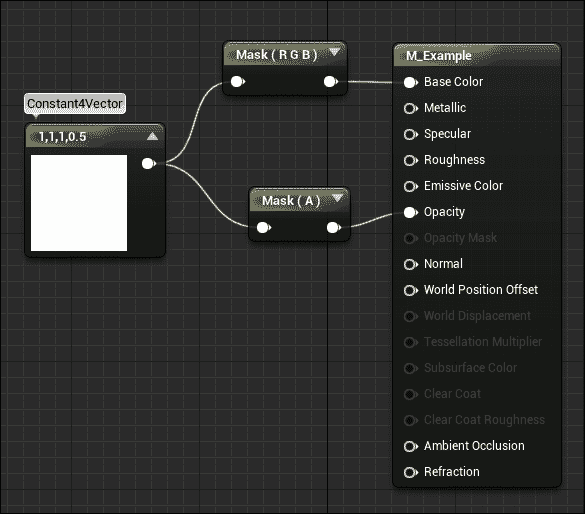 Constant4Vector
1,1,1,0.5
Mask ( R G B )
Mask ( A )
M_Example
Base Color
Metallic
Specular
Roughness
Emissive Color
Opacity
Opacity Mask
Normal
World Position Offset
World Displacement
Tessellation Multiplier
Subsurface Color
Clear Coat
Clear Coat Roughness
Ambient Occlusion
Refraction